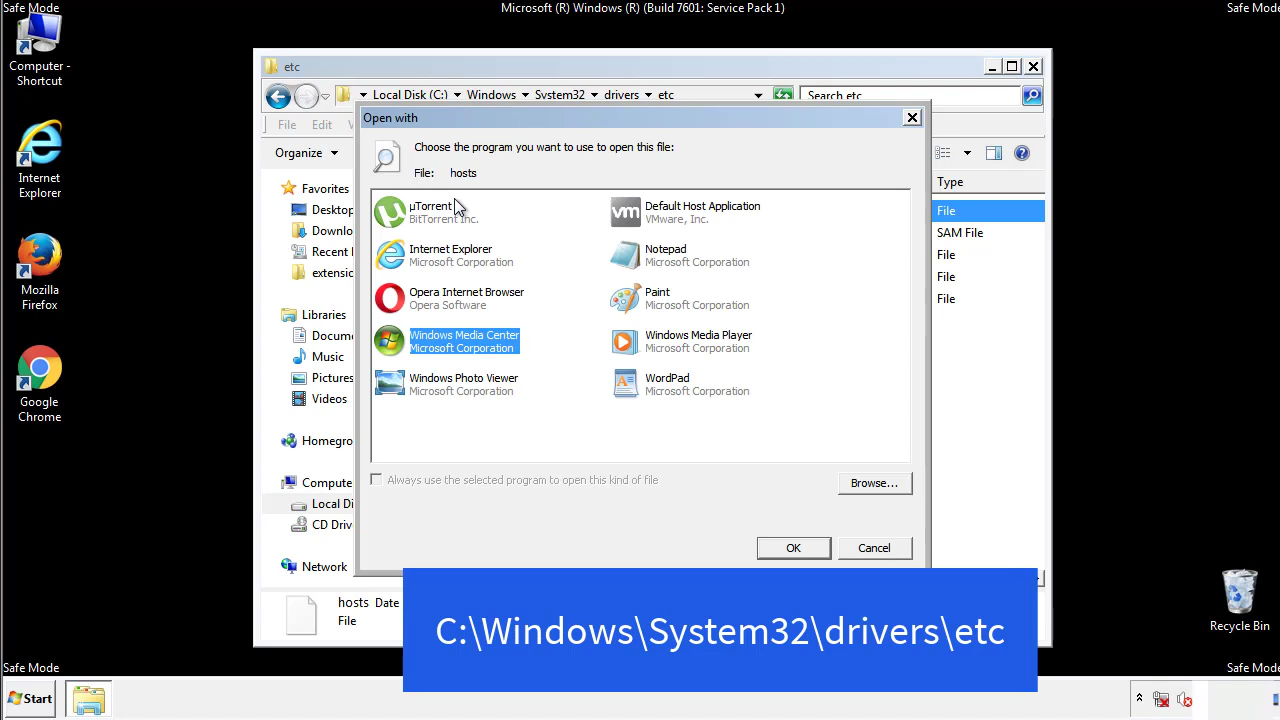 Safe Mode
Microsoft (R) Windows (R) (Build 7601: Service Pack 1)
Safe Mode
Computer - Shortcut
Internet Explorer
Mozilla Firefox
Google Chrome
Recycle Bin
etc
Local Disk (C:) Windows System32 drivers etc
Search etc
File Edit
Organize
Favorites
Desktop
Downlo
Recent
extensio
Libraries
Docume
Music
Pictures
Videos
Homegro
Compute
Local Di
CD Driv
Network
Type
File
SAM File
File
File
File
Open with
Choose the program you want to use to open this file:
File: hosts
µTorrent
BitTorrent Inc.
Default Host Application
VMware, Inc.
Internet Explorer
Microsoft Corporation
Notepad
Microsoft Corporation
Opera Internet Browser
Opera Software
Paint
Microsoft Corporation
Windows Media Center
Microsoft Corporation
Windows Media Player
Microsoft Corporation
Windows Photo Viewer
Microsoft Corporation
WordPad
Microsoft Corporation
Always use the selected program to open this kind of file
Browse...
OK
Cancel
hosts Date
File
C:\Windows\System32\drivers\etc
Safe Mode
Safe Mode
Start